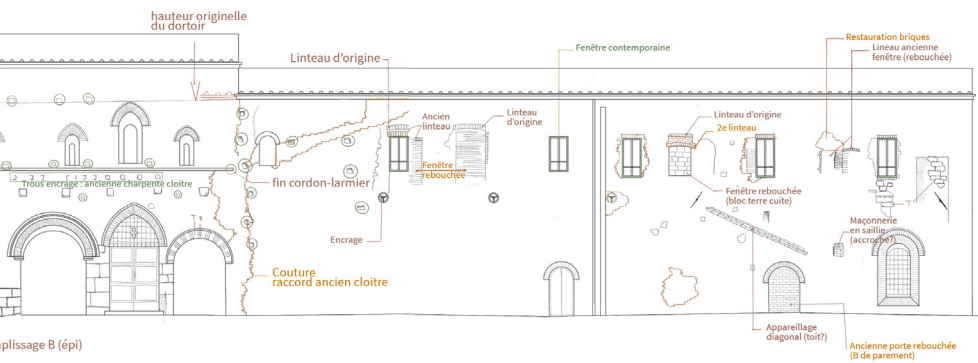 hauteur originelle
du dortoir
Linteau d'origine
Fenêtre contemporaine
Restauration briques
Lineau ancienne
fenêtre (rebouchée)
Ancien
linteau
Linteau
d'origine
Linteau d'origine
2e linteau
Fenêtre
rebouchée
Trous encrage : ancienne charpente cloitre
fin cordon-larmier
Fenêtre rebouchée
(bloc terre cuite)
Encrage
Maçonnerie
en saillie
(accroche?)
Couture
raccord ancien cloitre
Appareillage
diagonal (toit?)
plissage B (épi)
Ancienne porte rebouchée
(B de parement)